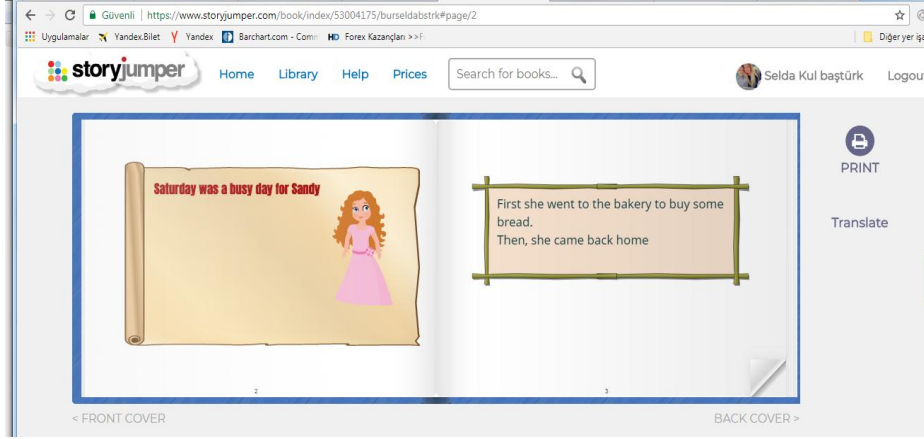 Güvenli | https://www.storyjumper.com/book/index/53004175/burseldabstrk#page/2
Uygulamalar Yandex.Bilet Yandex Barchart.com - Comm Forex Kazançları >>F
Diğer yer
storyjumper Home Library Help Prices Search for books... Selda Kul baştürk Logout
PRINT
Translate
Saturday was a busy day for Sandy
First she went to the bakery to buy some
bread.
Then, she came back home
2
3
< FRONT COVER BACK COVER >